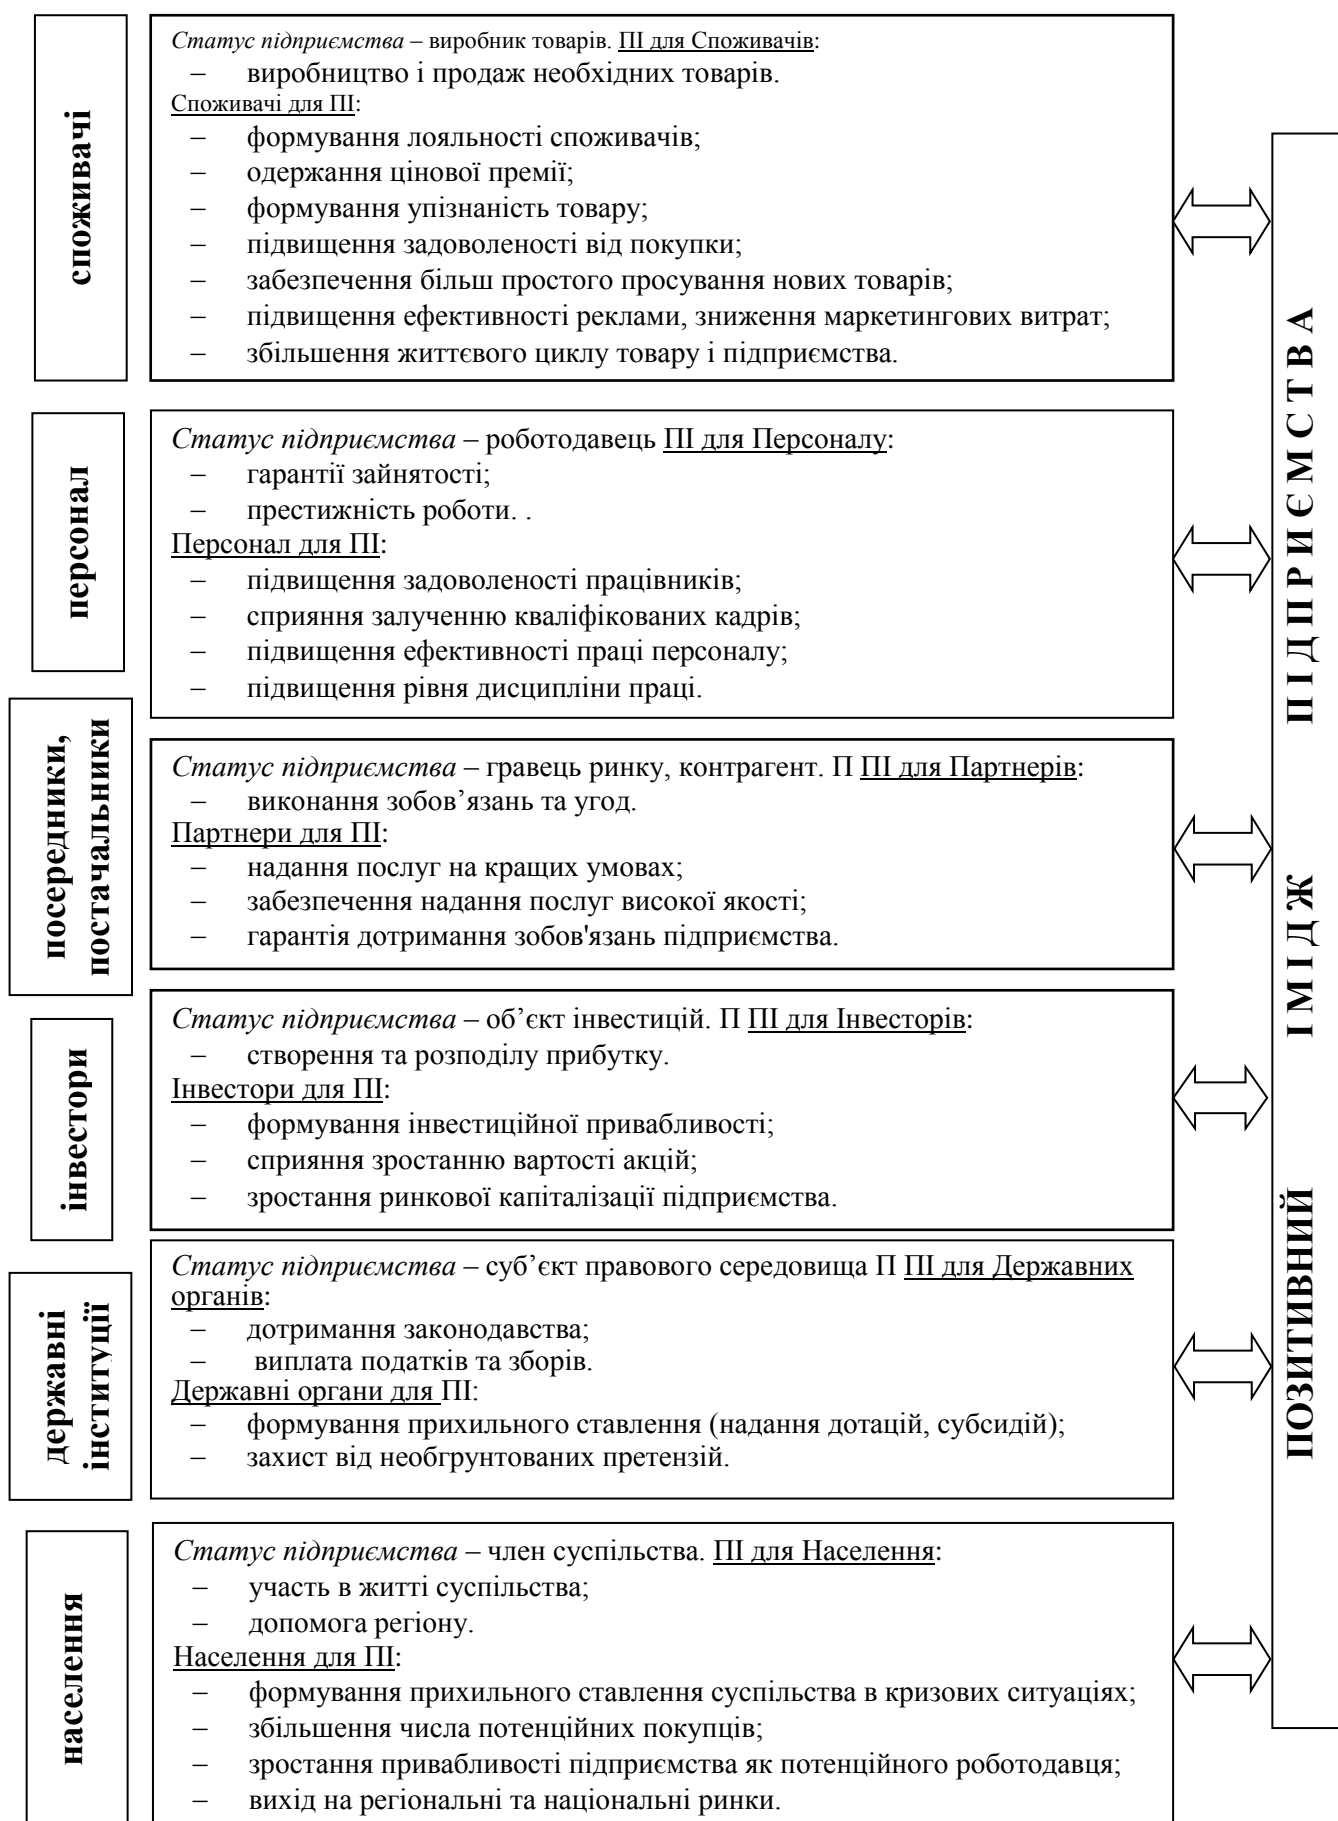 споживачі
Статус підприємства – виробник товарів. ПІ для Споживачів:
– виробництво і продаж необхідних товарів.
Споживачі для ПІ:
– формування лояльності споживачів;
– одержання цінової премії;
– формування упізнаність товару;
– підвищення задоволеності від покупки;
– забезпечення більш простого просування нових товарів;
– підвищення ефективності реклами, зниження маркетингових витрат;
– збільшення життєвого циклу товару і підприємства.
персонал
Статус підприємства – роботодавець ПІ для Персоналу:
– гарантії зайнятості;
– престижність роботи. .
Персонал для ПІ:
– підвищення задоволеності працівників;
– сприяння залученню кваліфікованих кадрів;
– підвищення ефективності праці персоналу;
– підвищення рівня дисципліни праці.
посередники,
постачальники
Статус підприємства – гравець ринку, контрагент. П ПІ для Партнерів:
– виконання зобов’язань та угод.
Партнери для ПІ:
– надання послуг на кращих умовах;
– забезпечення надання послуг високої якості;
– гарантія дотримання зобов'язань підприємства.
інвестори
Статус підприємства – об’єкт інвестицій. П ПІ для Інвесторів:
– створення та розподілу прибутку.
Інвестори для ПІ:
– формування інвестиційної привабливості;
– сприяння зростанню вартості акцій;
– зростання ринкової капіталізації підприємства.
державні
інституції
Статус підприємства – суб’єкт правового середовища П ПІ для Державних
органів:
– дотримання законодавства;
– виплата податків та зборів.
Державні органи для ПІ:
– формування прихильного ставлення (надання дотацій, субсидій);
– захист від необгрунтованих претензій.
населення
Статус підприємства – член суспільства. ПІ для Населення:
– участь в житті суспільства;
– допомога регіону.
Населення для ПІ:
– формування прихильного ставлення суспільства в кризових ситуаціях;
– збільшення числа потенційних покупців;
– зростання привабливості підприємства як потенційного роботодавця;
– вихід на регіональні та національні ринки.
ПОЗИТИВНИЙ І М І Д Ж П І Д П Р И Є М С Т В А